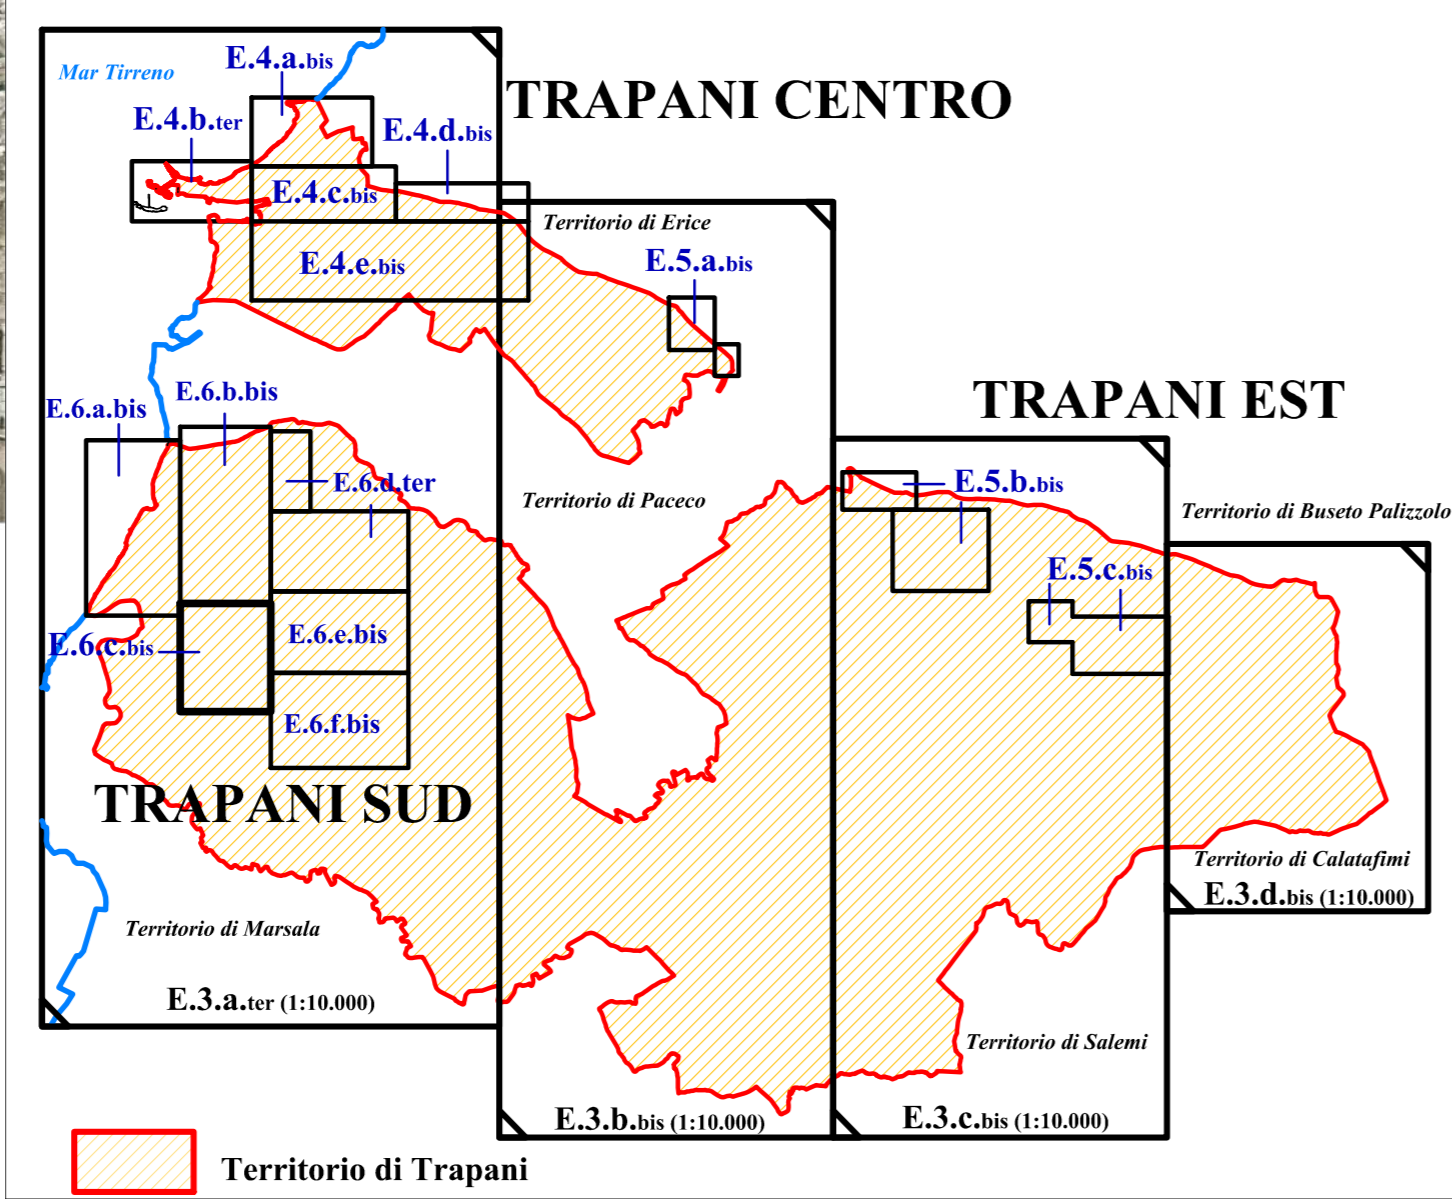 Mar Tirreno
E.4.a.bis
TRAPANI CENTRO
E.4.b.ter
E.4.d.bis
E.4.c.bis
Territorio di Erice
E.4.e.bis
E.5.a.bis
TRAPANI EST
E.6.a.bis
E.6.b.bis
E.6.d.ter
Territorio di Paceco
E.5.b.bis
Territorio di Buseto Palizzolo
E.5.c.bis
E.6.c.bis
E.6.e.bis
E.6.f.bis
TRAPANI SUD
Territorio di Calatafimi
E.3.d.bis (1:10.000)
Territorio di Marsala
E.3.a.ter (1:10.000)
Territorio di Salemi
E.3.b.bis (1:10.000)
E.3.c.bis (1:10.000)
Territorio di Trapani